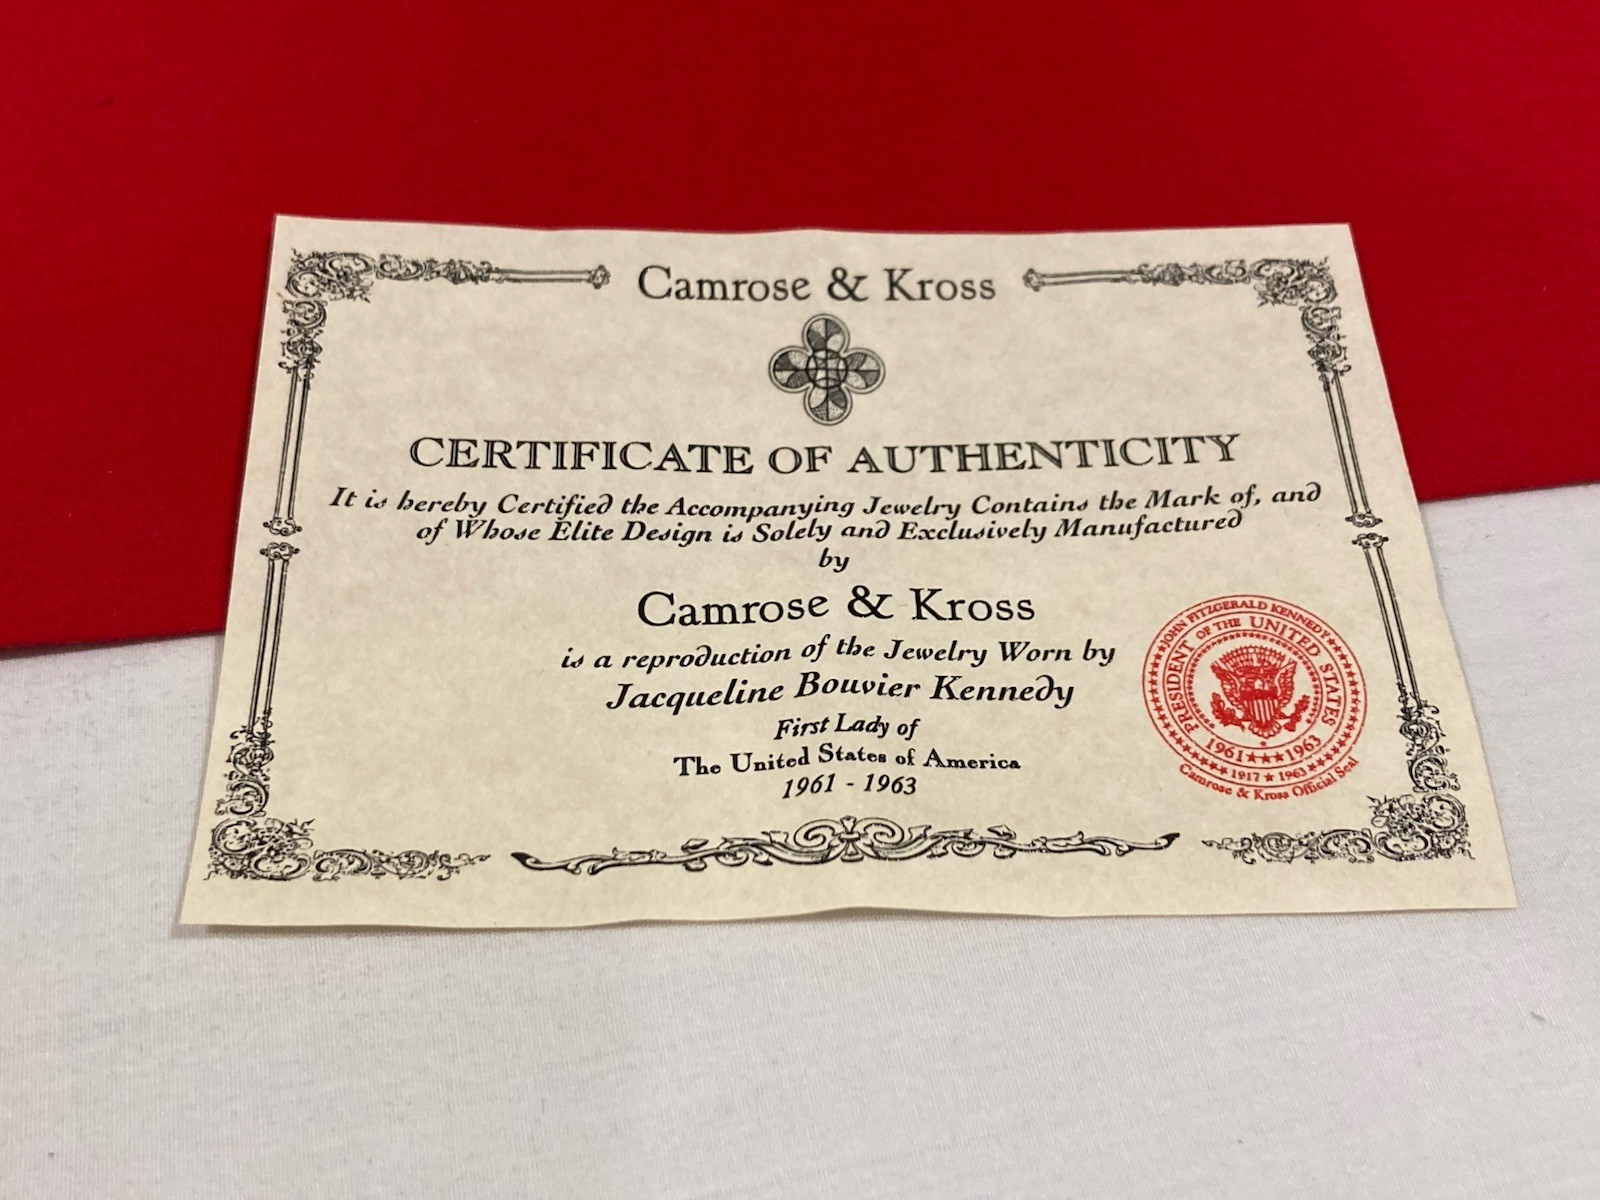 Camrose & Kross
CERTIFICATE OF AUTHENTICITY
It is hereby Certified the Accompanying Jewelry Contains the Mark of, and
of Whose Elite Design is Solely and Exclusively Manufactured
by
Camrose & Kross
is a reproduction of the Jewelry Worn by
Jacqueline Bouvier Kennedy
First Lady of
The United States of America
1961 - 1963
JOHN FITZGERALD KENNEDY
PRESIDENT OF THE UNITED STATES
1961★★★1963
1917 ★ 1963
Camrose & Kross Official Seal